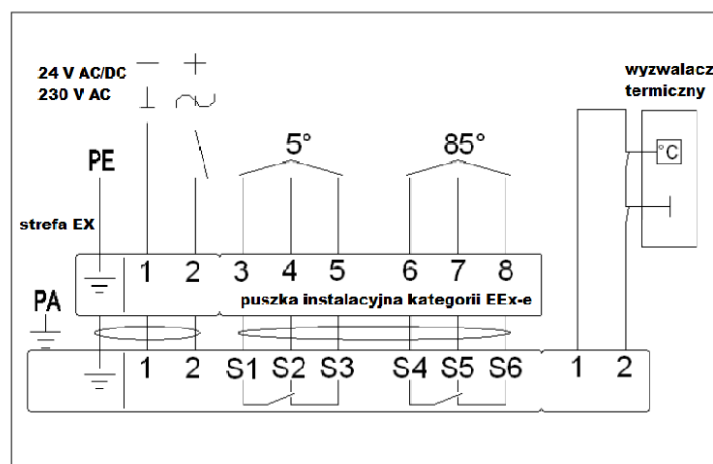 24 V AC/DC
230 V AC
wyzwalacz
termiczny
5°
85°
°C
PE
strefa EX
1 2 3 4 5 6 7 8
puszka instalacyjna kategorii EEx-e
PA
1 2 S1 S2 S3 S4 S5 S6 1 2